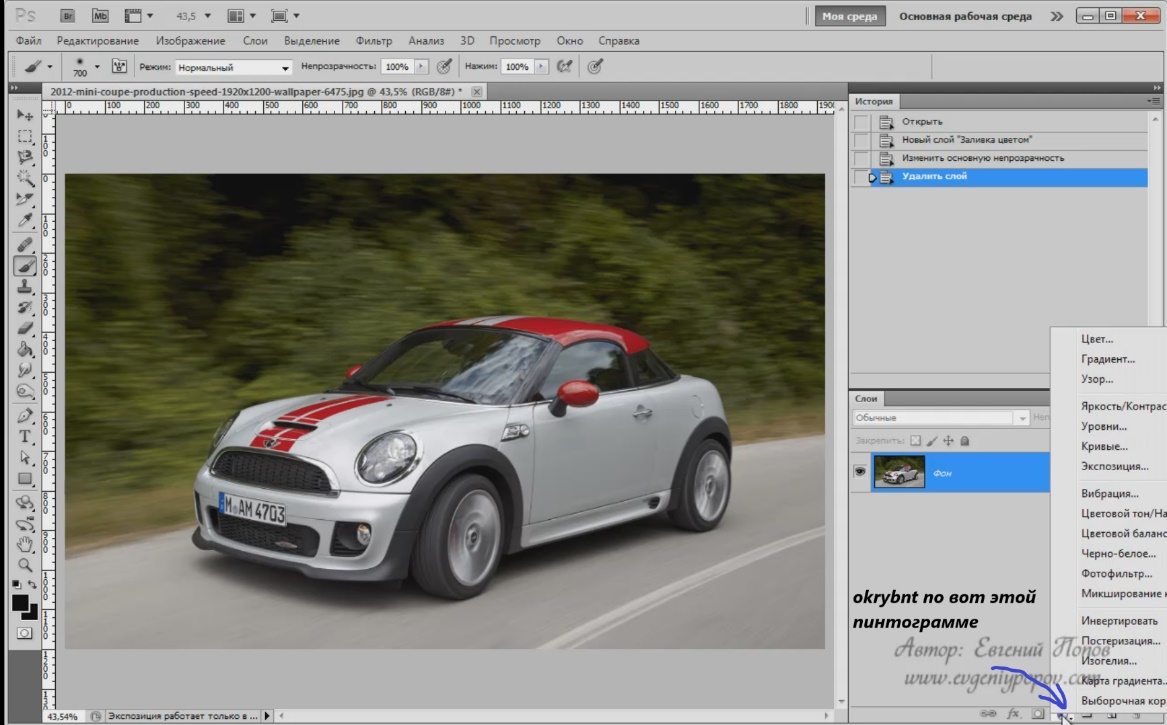 Ps Br Mb 43,5 Моя среда Основная рабочая среда
Файл Редактирование Изображение Слои Выделение Фильтр Анализ 3D Просмотр Окно Справка
700 Режим: Нормальный Непрозрачность: 100% Нажим: 100%
2012-mini-coupe-production-speed-1920x1200-wallpaper-6475.jpg @ 43,5% (RGB/8#) *
0 100 200 300 400 500 600 700 800 900 1000 1100 1200 1300 1400 1500 1600 1700 1800 190
История
Открыть
Новый слой "Заливка цветом"
Изменить основную непрозрачность
Удалить слой
M AM 4703
Слои
Обычные Неп
Закрепить:
Фон
Цвет...
Градиент...
Узор...
Яркость/Контрас
Уровни...
Кривые...
Экспозиция...
Вибрация...
Цветовой тон/На
Цветовой баланс
Черно-белое...
Фотофильтр...
Микширование к
Инвертировать
Постеризация...
Изогелия...
Карта градиента...
Выборочная кор
okrybnt по вот этой
пинтограмме
Автор: Евгений Попов
www.evgeniypopov.com
fx
43,54% Экспозиция работает только в ...